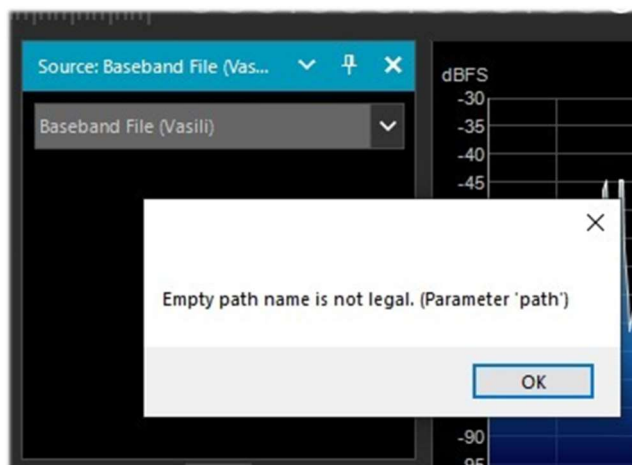 Source: Baseband File (Vas...
Baseband File (Vasili)
dBFS
-30
-35
-40
-45
Empty path name is not legal. (Parameter 'path')
OK
-90
-95